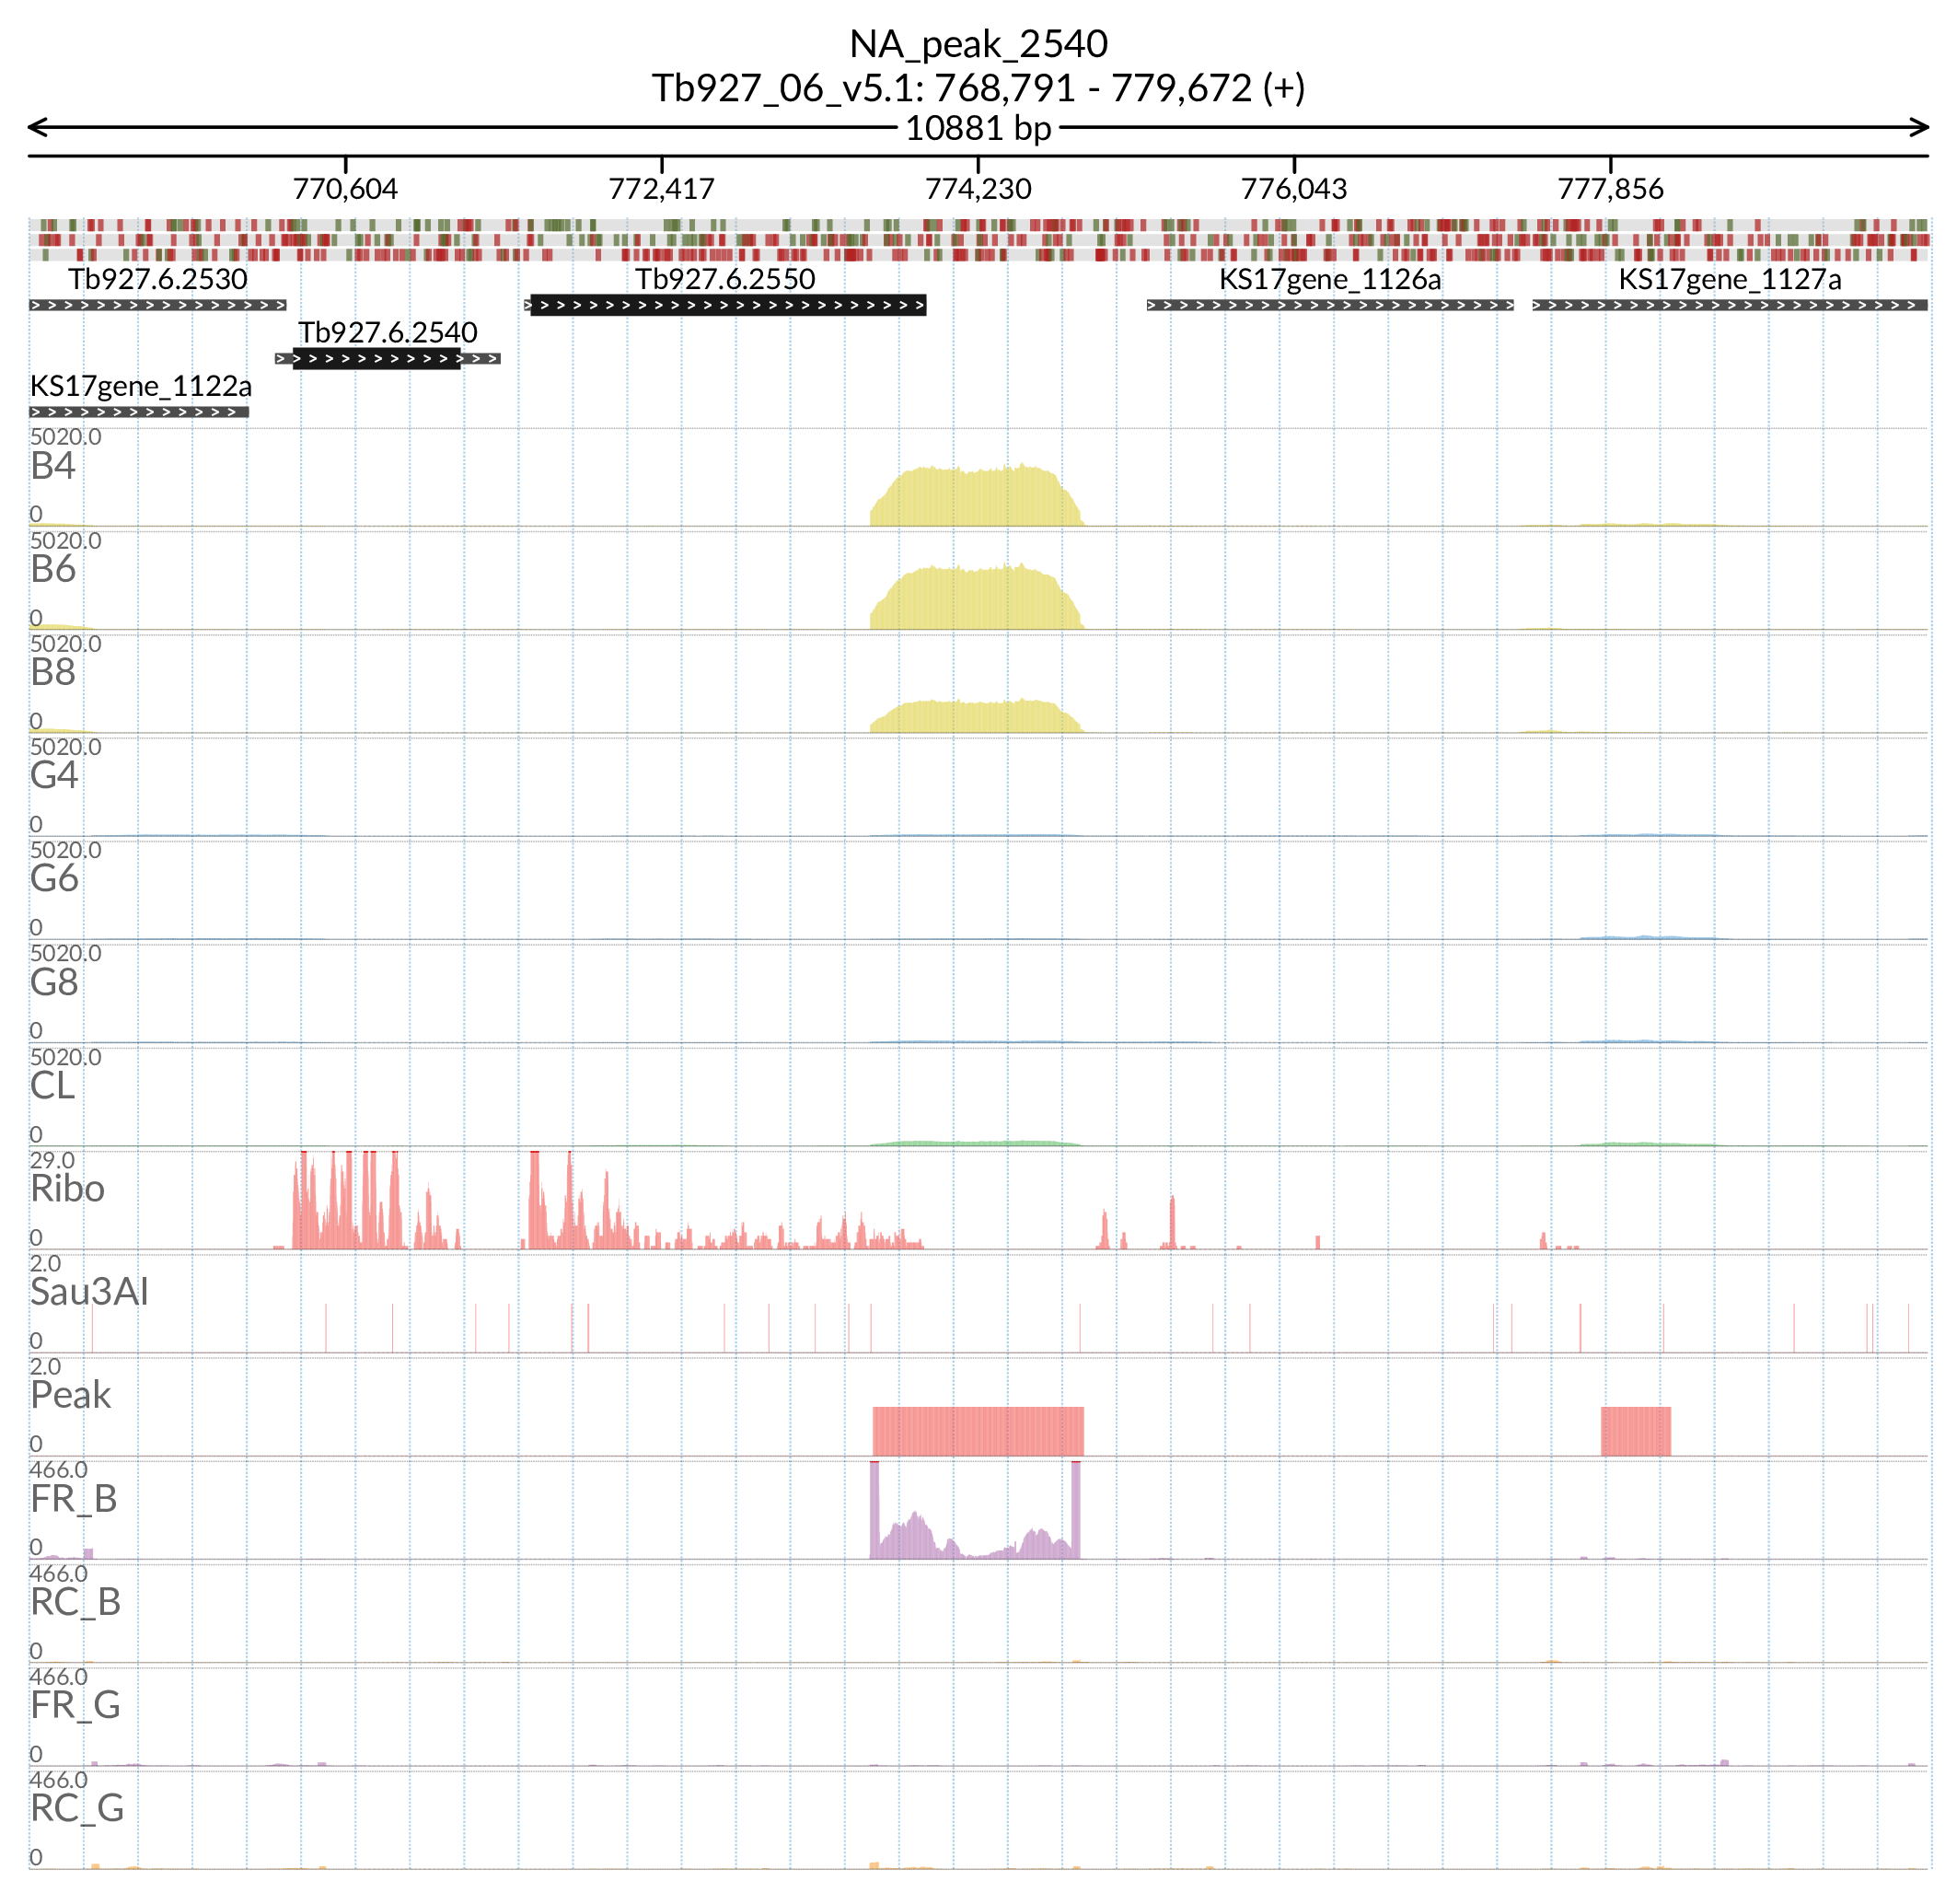 NA_peak_2540
Tb927_06_v5.1: 768,791 - 779,672 (+)
10881 bp
770,604 772,417 774,230 776,043 777,856
Tb927.6.2530 Tb927.6.2550 KS17gene_1126a KS17gene_1127a
Tb927.6.2540
KS17gene_1122a
5020.0
B4
0
5020.0
B6
0
5020.0
B8
0
5020.0
G4
0
5020.0
G6
0
5020.0
G8
0
5020.0
CL
0
29.0
Ribo
0
2.0
Sau3AI
0
2.0
Peak
0
466.0
FR_B
0
466.0
RC_B
0
466.0
FR_G
0
466.0
RC_G
0